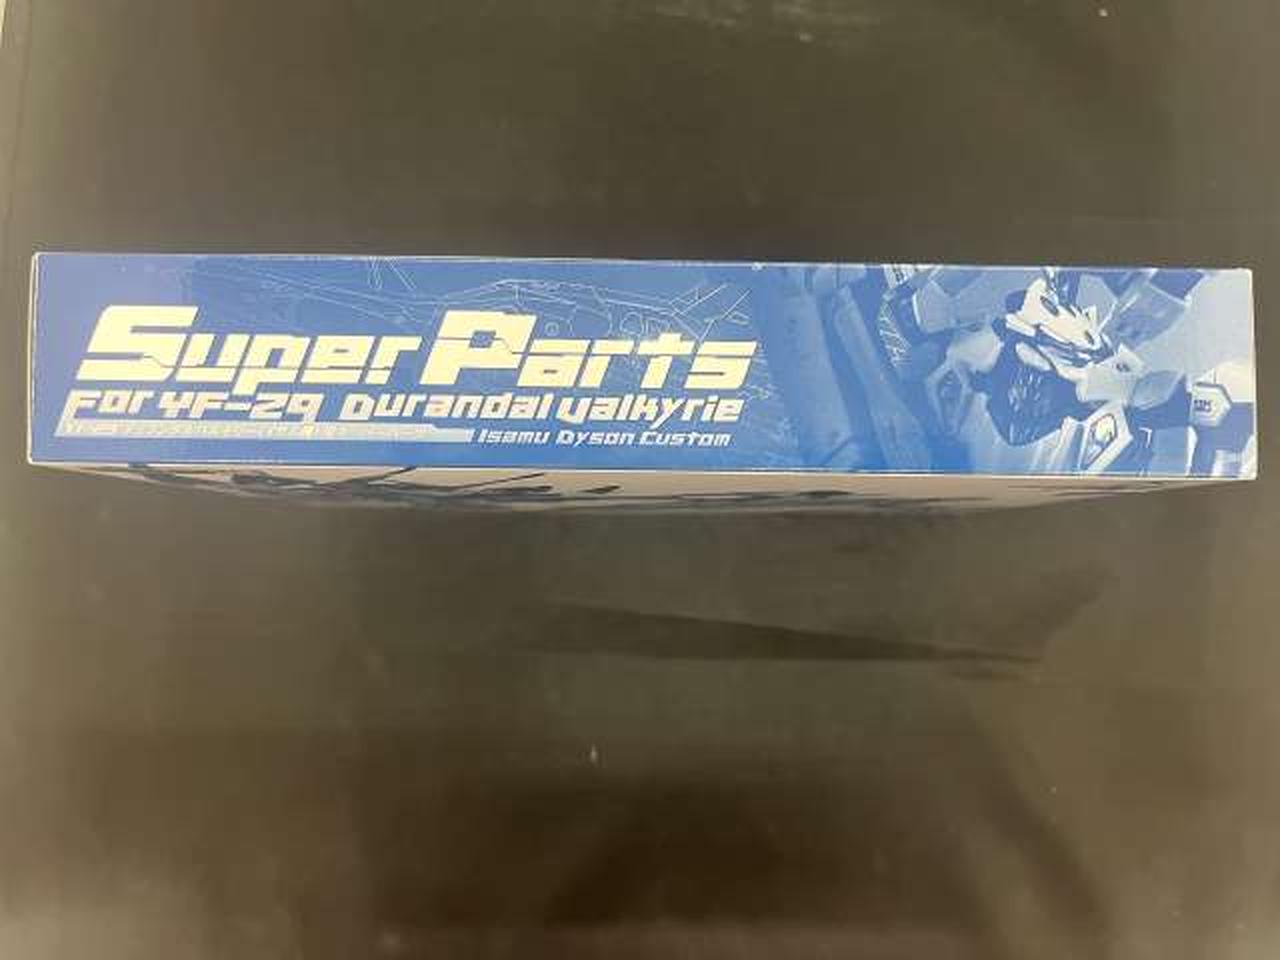 Super Parts
For YF-29 Durandal Valkyrie
Isamu Dyson Custom